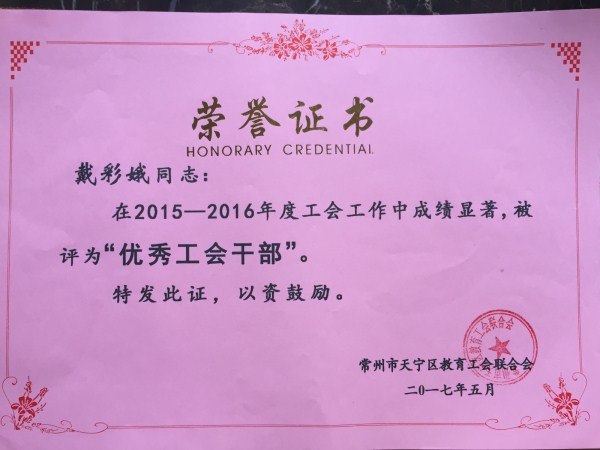 荣誉证书
HONORARY CREDENTIAL
戴彩娥同志：
在2015—2016年度工会工作中成绩显著，被
评为“优秀工会干部”。
特发此证，以资鼓励。
常州市天宁区教育工会联合会
二0一七年五月